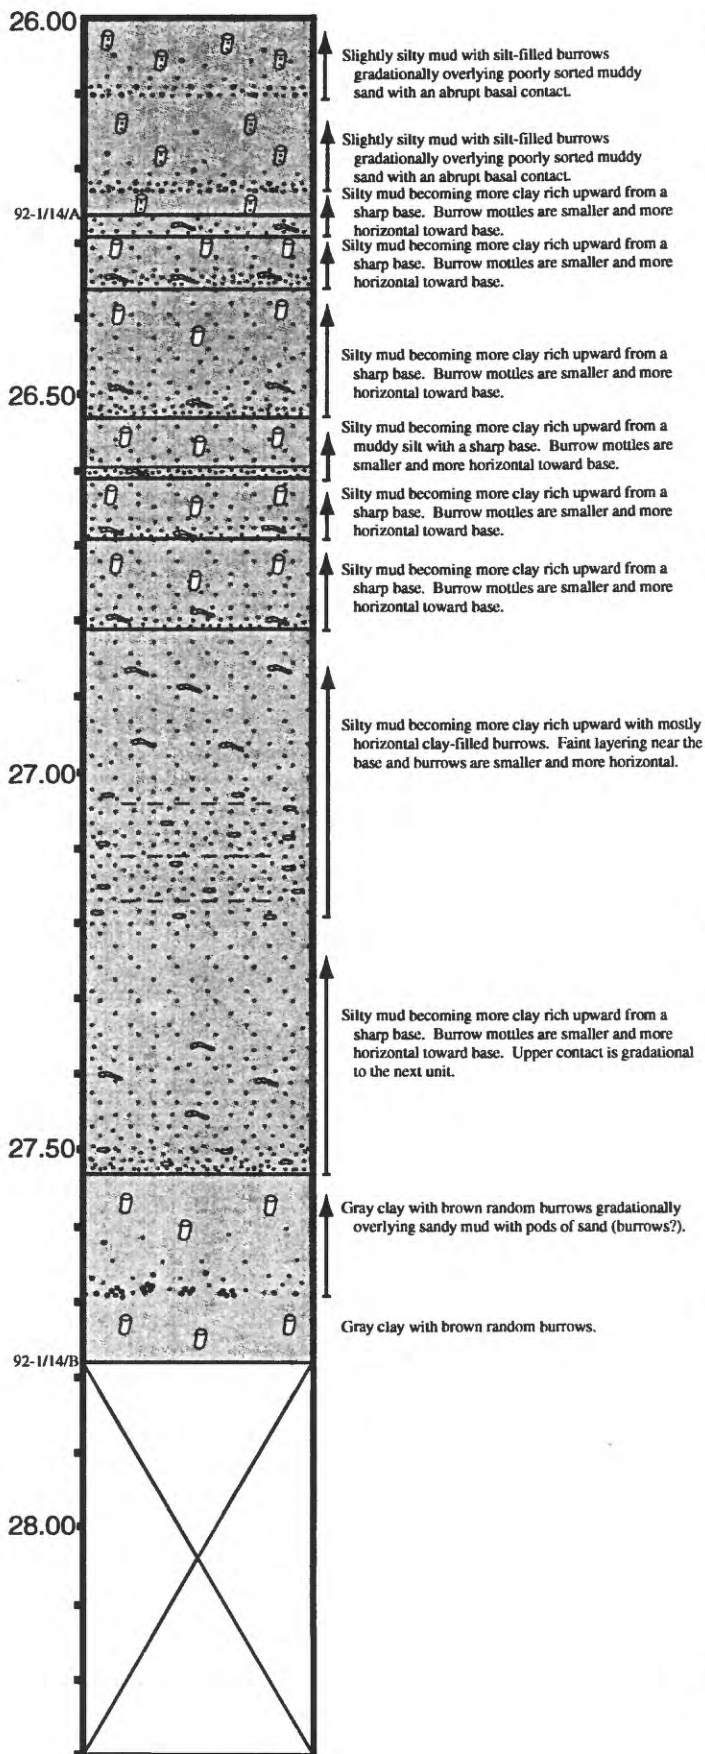 26.00
Slightly silty mud with silt-filled burrows
gradationally overlying poorly sorted muddy
sand with an abrupt basal contact.
Slightly silty mud with silt-filled burrows
gradationally overlying poorly sorted muddy
sand with an abrupt basal contact.
92-1/14/A
Silty mud becoming more clay rich upward from a
sharp base. Burrow mottles are smaller and more
horizontal toward base.
Silty mud becoming more clay rich upward from a
sharp base. Burrow mottles are smaller and more
horizontal toward base.
Silty mud becoming more clay rich upward from a
sharp base. Burrow mottles are smaller and more
horizontal toward base.
26.50
Silty mud becoming more clay rich upward from a
muddy silt with a sharp base. Burrow mottles are
smaller and more horizontal toward base.
Silty mud becoming more clay rich upward from a
sharp base. Burrow mottles are smaller and more
horizontal toward base.
Silty mud becoming more clay rich upward from a
sharp base. Burrow mottles are smaller and more
horizontal toward base.
Silty mud becoming more clay rich upward with mostly
horizontal clay-filled burrows. Faint layering near the
base and burrows are smaller and more horizontal.
27.00
Silty mud becoming more clay rich upward from a
sharp base. Burrow mottles are smaller and more
horizontal toward base. Upper contact is gradational
to the next unit.
27.50
Gray clay with brown random burrows gradationally
overlying sandy mud with pods of sand (burrows?).
Gray clay with brown random burrows.
92-1/14/B
28.00